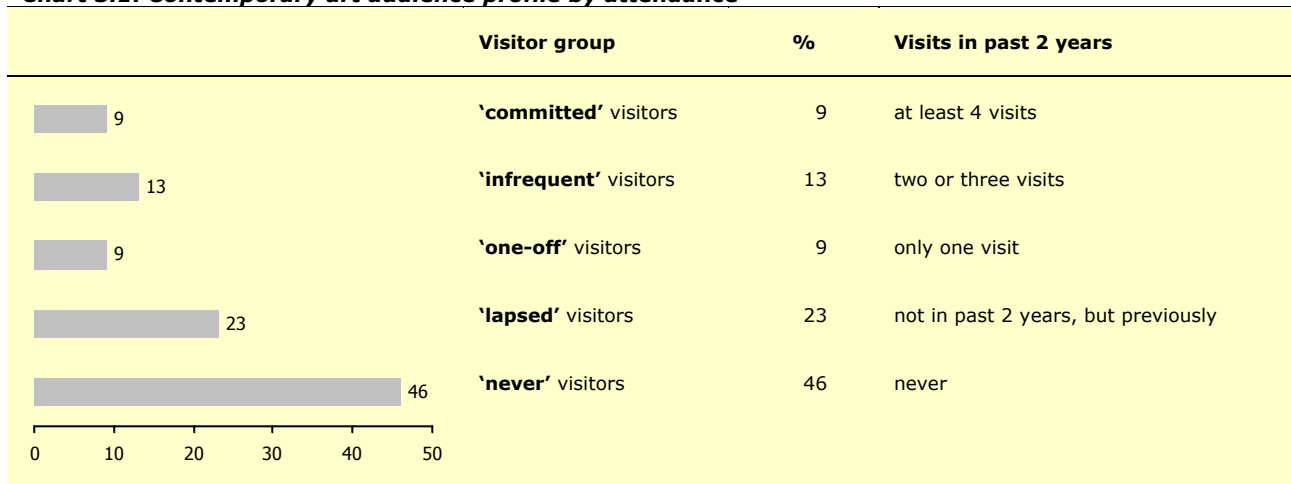 Visitor group % Visits in past 2 years
9 ‘committed’ visitors 9 at least 4 visits
13 ‘infrequent’ visitors 13 two or three visits
9 ‘one-off’ visitors 9 only one visit
23 ‘lapsed’ visitors 23 not in past 2 years, but previously
46 ‘never’ visitors 46 never
0 10 20 30 40 50